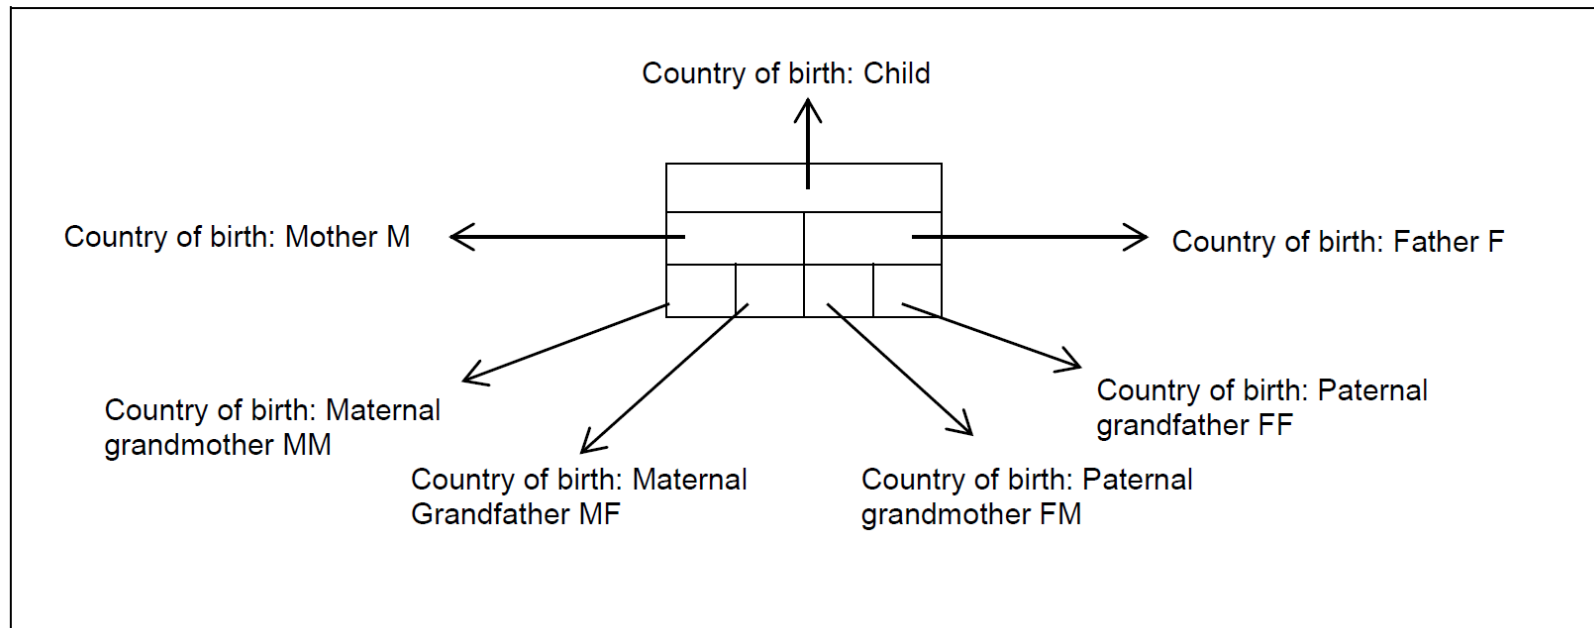 Country of birth: Child
Country of birth: Mother M
Country of birth: Father F
Country of birth: Maternal
grandmother MM
Country of birth: Maternal
Grandfather MF
Country of birth: Paternal
grandmother FM
Country of birth: Paternal
grandfather FF